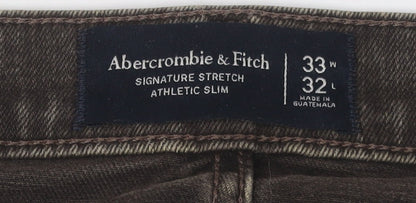 Abercrombie & Fitch
SIGNATURE STRETCH
ATHLETIC SLIM
33 W
32 L
MADE IN
GUATEMALA